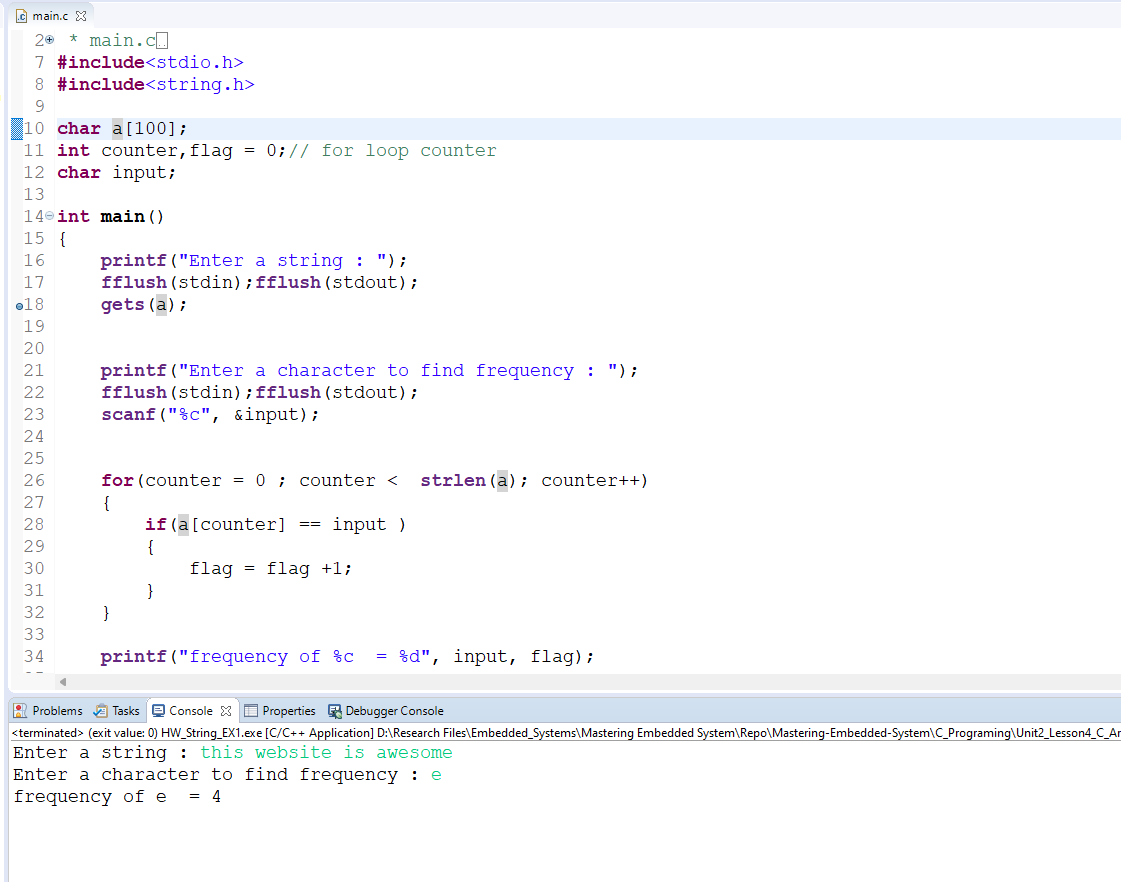 main.c
2 * main.c
7 #include<stdio.h>
8 #include<string.h>
9
10 char a[100];
11 int counter,flag = 0;// for loop counter
12 char input;
13
14 int main()
15 {
16     printf("Enter a string : ");
17     fflush(stdin);fflush(stdout);
18     gets(a);
19
20
21     printf("Enter a character to find frequency : ");
22     fflush(stdin);fflush(stdout);
23     scanf("%c", &input);
24
25
26     for(counter = 0 ; counter <  strlen(a); counter++)
27     {
28         if(a[counter] == input )
29         {
30             flag = flag +1;
31         }
32     }
33
34     printf("frequency of %c  = %d", input, flag);
Problems Tasks Console Properties Debugger Console
<terminated> (exit value: 0) HW_String_EX1.exe [C/C++ Application] D:\Research Files\Embedded_Systems\Mastering Embedded System\Repo\Mastering-Embedded-System\C_Programing\Unit2_Lesson4_C_Ar
Enter a string : this website is awesome
Enter a character to find frequency : e
frequency of e  = 4